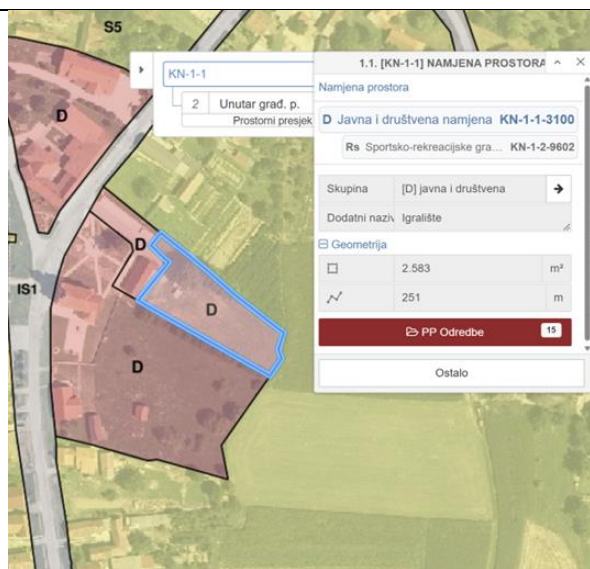 S5
D
D
D
D
IS1
KN-1-1
2 Unutar građ. p.
Prostorni presjek
1.1. [KN-1-1] NAMJENA PROSTORA
Namjena prostora
D Javna i društvena namjena KN-1-1-3100
Rs Sportsko-rekreacijske gra... KN-1-2-9602
Skupina [D] javna i društvena
Dodatni naziv Igralište
Geometrija
2.583 m²
251 m
PP Odredbe 15
Ostalo